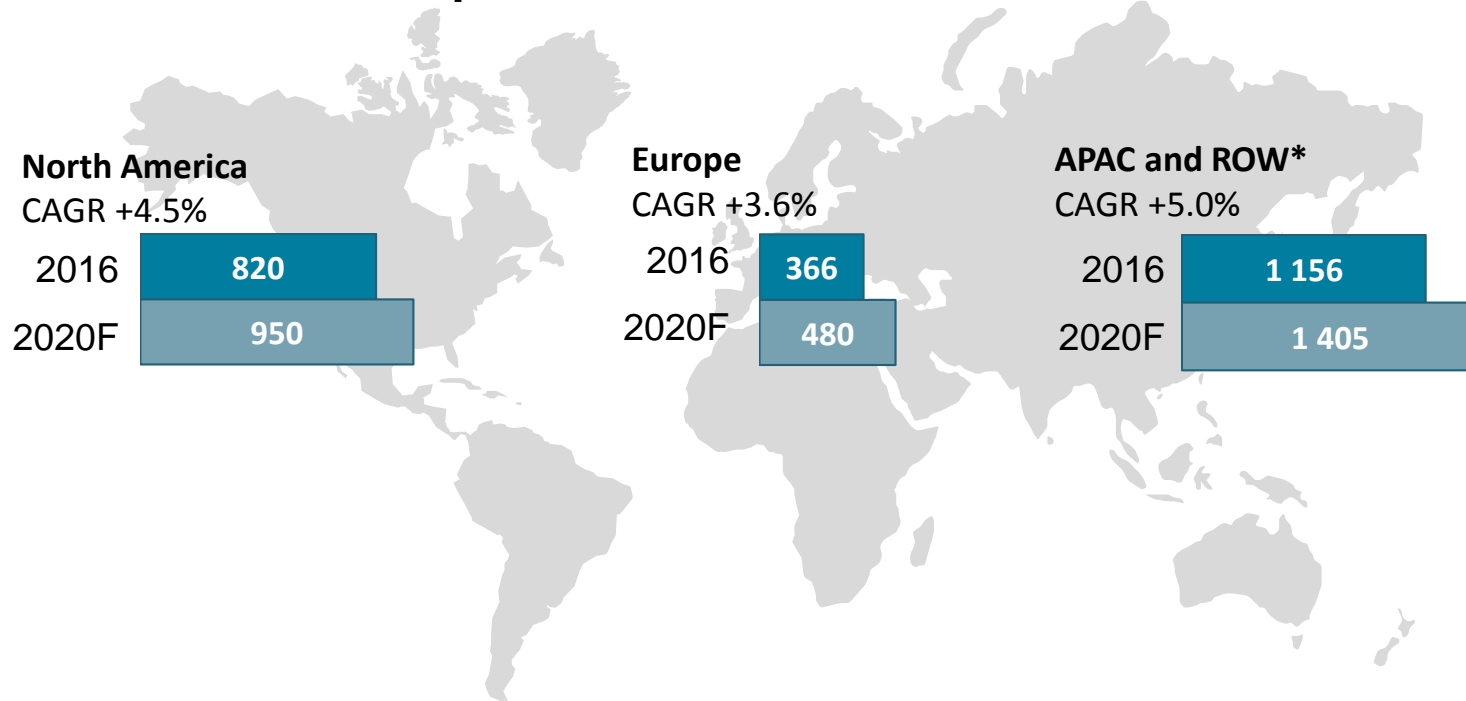 North America
CAGR +4.5%
2016
820
2020F
950
Europe
CAGR +3.6%
2016
366
2020F
480
APAC and ROW*
CAGR +5.0%
2016
1 156
2020F
1 405